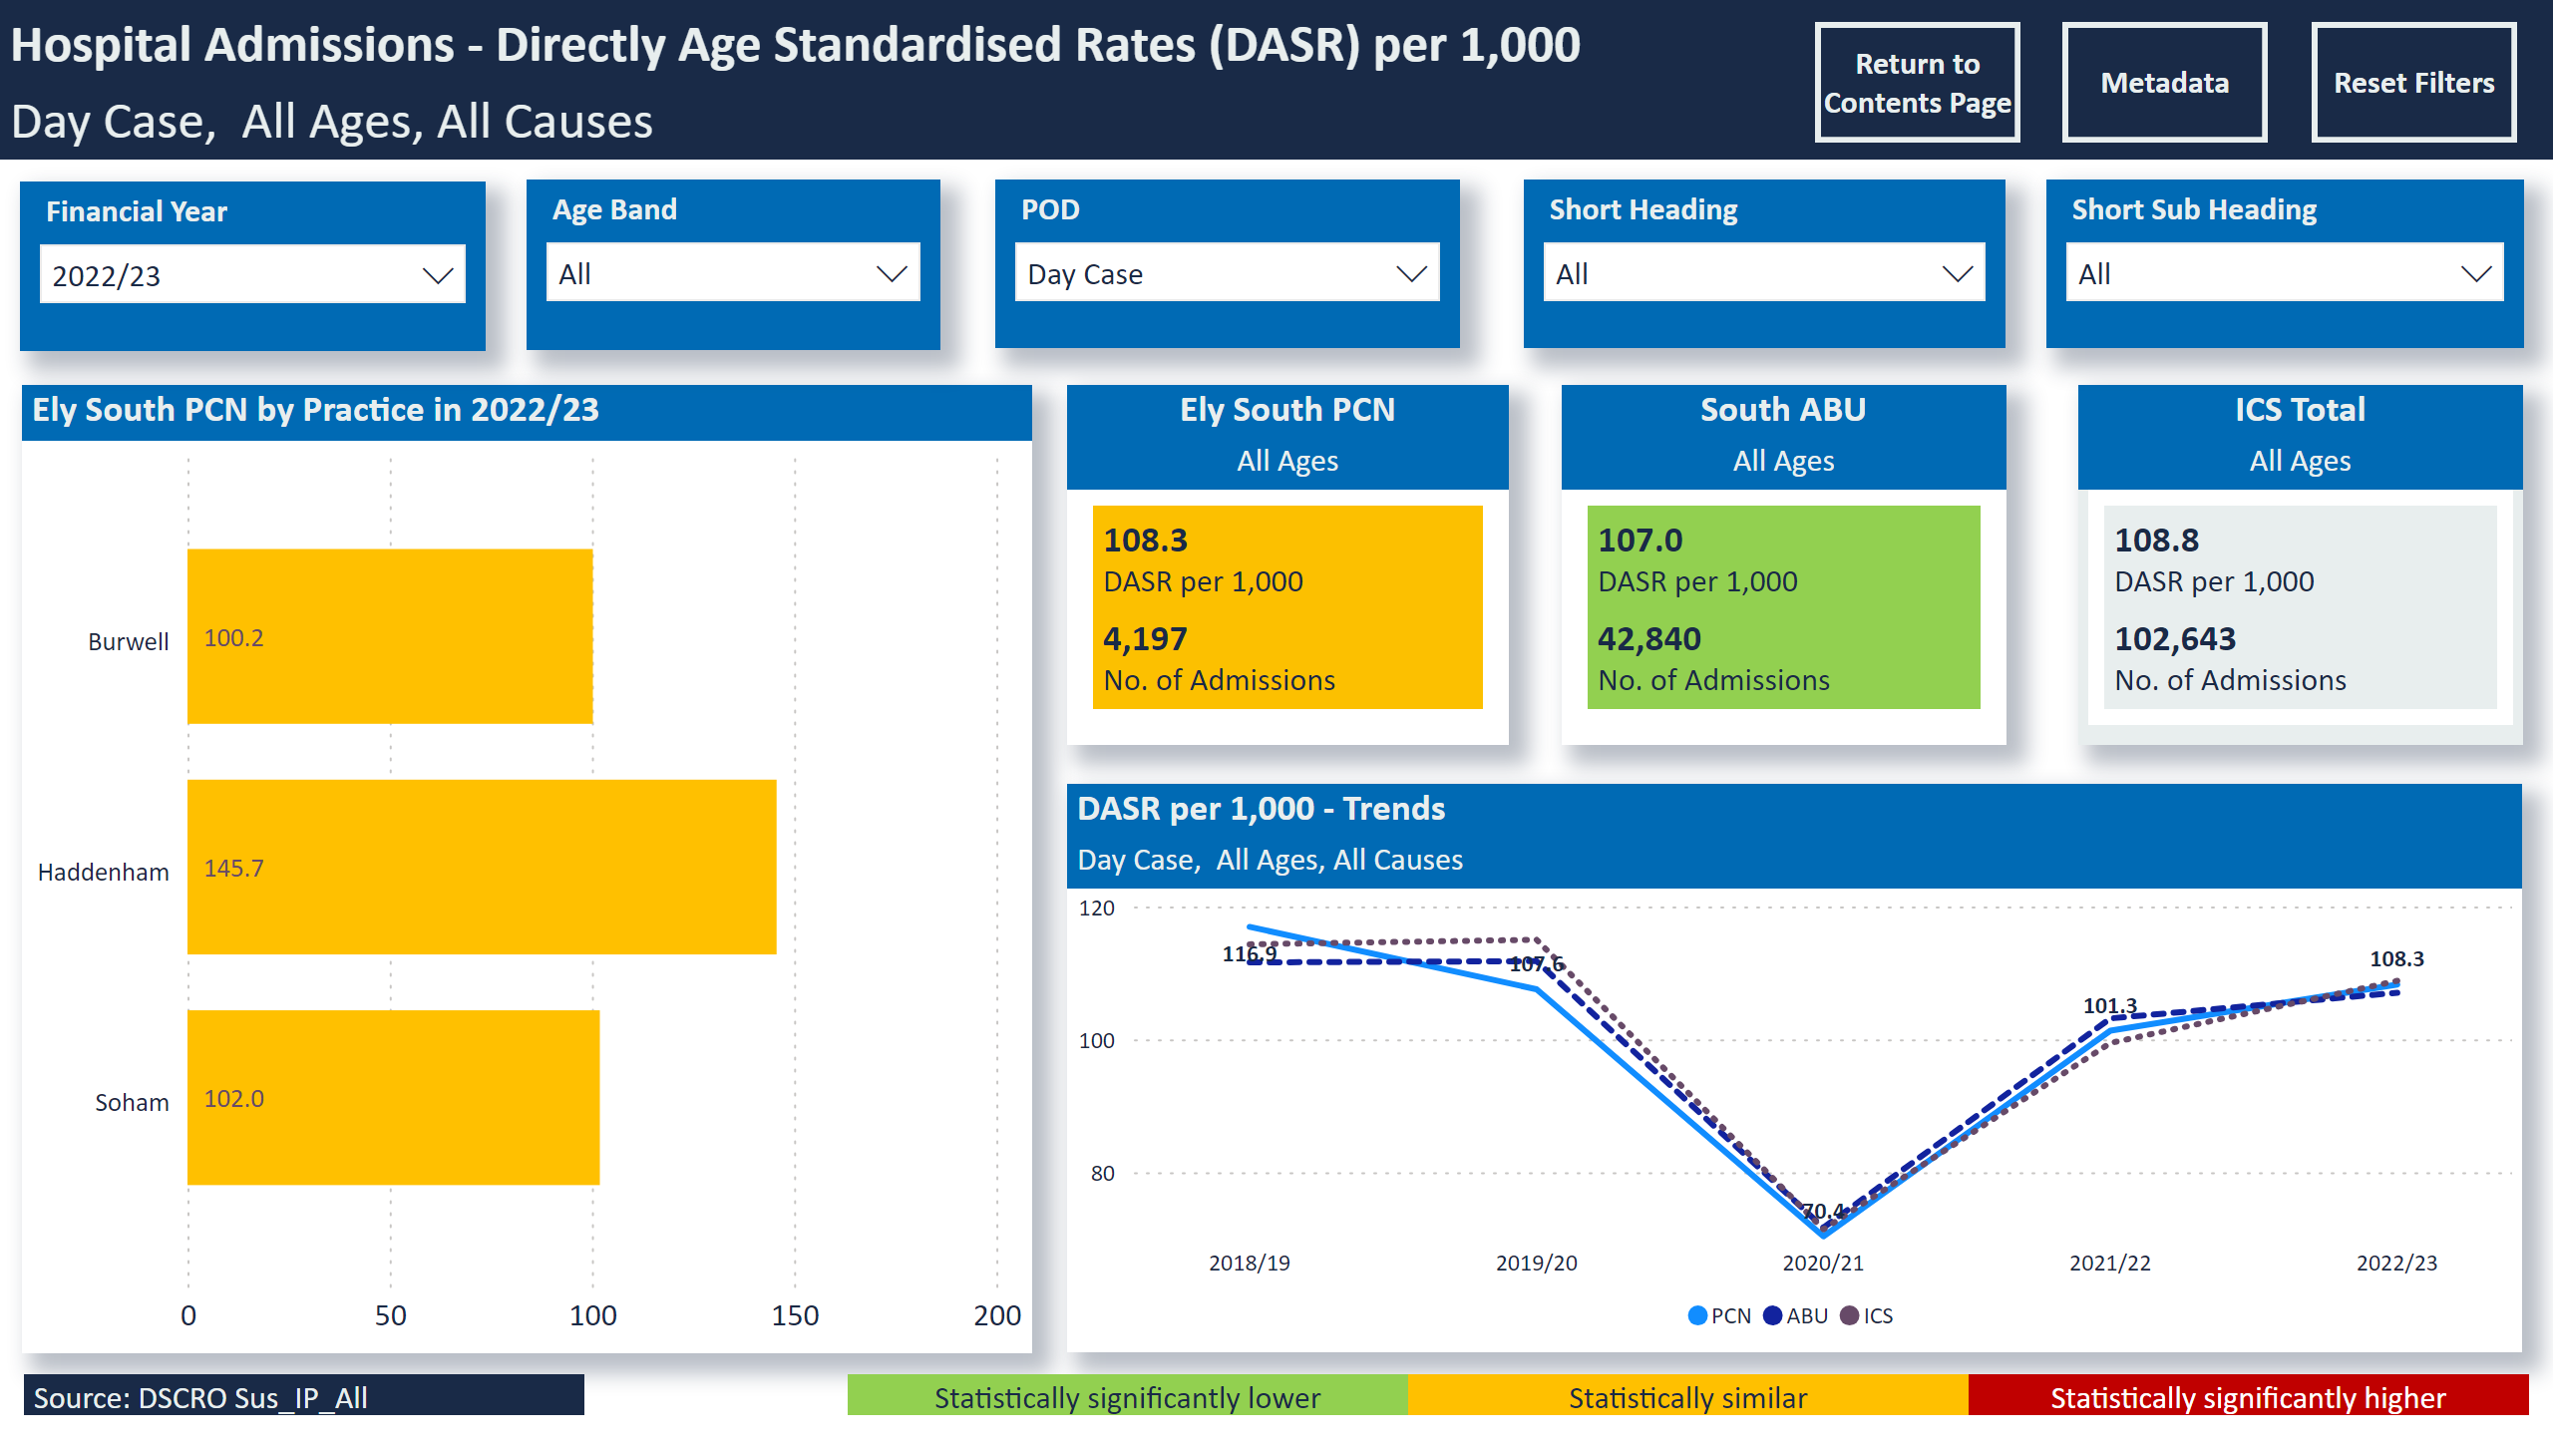 Hospital Admissions - Directly Age Standardised Rates (DASR) per 1,000
Day Case,  All Ages, All Causes
Return to
Contents Page
Metadata
Reset Filters
Financial Year
2022/23
Age Band
All
POD
Day Case
Short Heading
All
Short Sub Heading
All
Ely South PCN by Practice in 2022/23
Burwell
100.2
Haddenham
145.7
Soham
102.0
0 50 100 150 200
Ely South PCN
All Ages
108.3
DASR per 1,000
4,197
No. of Admissions
South ABU
All Ages
107.0
DASR per 1,000
42,840
No. of Admissions
ICS Total
All Ages
108.8
DASR per 1,000
102,643
No. of Admissions
DASR per 1,000 - Trends
Day Case,  All Ages, All Causes
120
100
80
116.9
107.6
70.4
101.3
108.3
2018/19 2019/20 2020/21 2021/22 2022/23
PCN ABU ICS
Source: DSCRO Sus_IP_All
Statistically significantly lower
Statistically similar
Statistically significantly higher